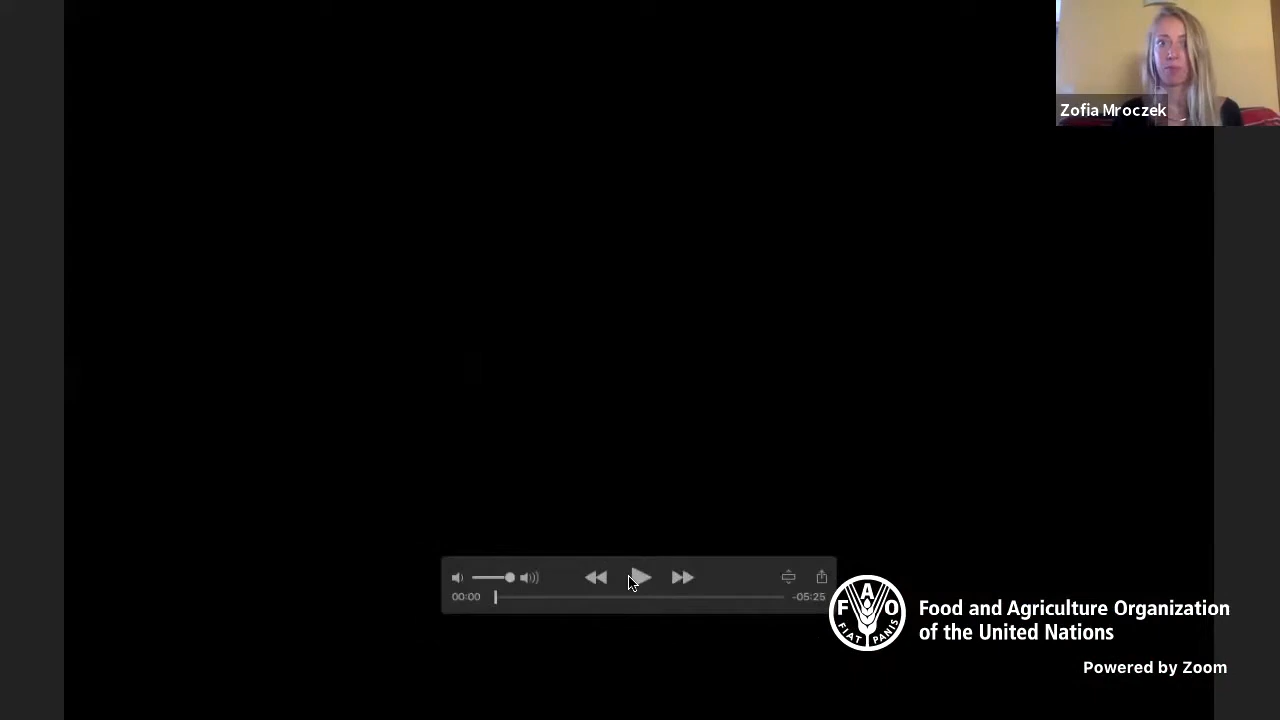 Zofia Mroczek
00:00
-05:25
FAO
FIAT PANIS
Food and Agriculture Organization
of the United Nations
Powered by Zoom